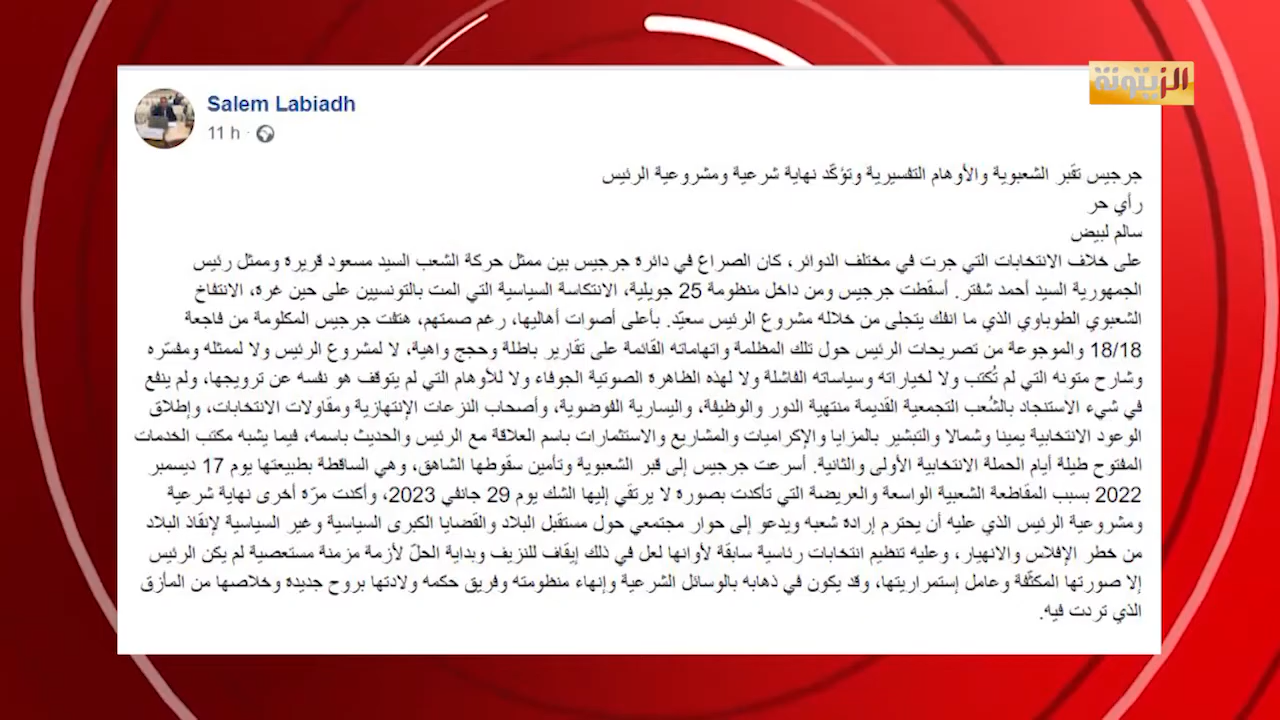 الزيتونة
Salem Labiadh
11 h ·
جرجيس تقبر الشعبوية والأوهام التفسيرية وتؤكّد نهاية شرعية ومشروعية الرئيس
رأي حر
سالم لبيض
على خلاف الانتخابات التي جرت في مختلف الدوائر، كان الصراع في دائرة جرجيس بين ممثل حركة الشعب السيد مسعود قريرة وممثل رئيس
الجمهورية السيد أحمد شفتر. أسقطت جرجيس ومن داخل منظومة 25 جويلية، الانتكاسة السياسية التي المت بالتونسيين على حين غرة، الانتفاخ
الشعبوي الطوباوي الذي ما انفك يتجلى من خلاله مشروع الرئيس سعيّد. بأعلى أصوات أهاليها، رغم صمتهم، هتفت جرجيس المكلومة من فاجعة
18/18 والموجوعة من تصريحات الرئيس حول تلك المظلمة واتهاماته القائمة على تقارير باطلة وحجج واهية، لا لمشروع الرئيس ولا لممثله ومفسّره
وشارح متونه التي لم تُكتب ولا لخياراته وسياساته الفاشلة ولا لهذه الظاهرة الصوتية الجوفاء ولا للأوهام التي لم يتوقف هو نفسه عن ترويجها، ولم ينفع
في شيء الاستنجاد بالشُعب التجمعية القديمة منتهية الدور والوظيفة، واليسارية الفوضوية، وأصحاب النزعات الإنتهازية ومقاولات الانتخابات، وإطلاق
الوعود الانتخابية يمينا وشمالا والتبشير بالمزايا والإكراميات والمشاريع والاستثمارات باسم العلاقة مع الرئيس والحديث باسمه، فيما يشبه مكتب الخدمات
المفتوح طيلة أيام الحملة الانتخابية الأولى والثانية. أسرعت جرجيس إلى قبر الشعبوية وتأمين سقوطها الشاهق، وهي الساقطة بطبيعتها يوم 17 ديسمبر
2022 بسبب المقاطعة الشعبية الواسعة والعريضة التي تأكدت بصورة لا يرتقي إليها الشك يوم 29 جانفي 2023، وأكدت مرّة أخرى نهاية شرعية
ومشروعية الرئيس الذي عليه أن يحترم إرادة شعبه ويدعو إلى حوار مجتمعي حول مستقبل البلاد والقضايا الكبرى السياسية وغير السياسية لإنقاذ البلاد
من خطر الإفلاس والانهيار، وعليه تنظيم انتخابات رئاسية سابقة لأوانها لعل في ذلك إيقاف للنزيف وبداية الحلّ لأزمة مزمنة مستعصية لم يكن الرئيس
إلا صورتها المكثّفة وعامل إستمراريتها، وقد يكون في ذهابه بالوسائل الشرعية وإنهاء منظومته وفريق حكمه ولادتها بروح جديدة وخلاصها من المأزق
الذي تردت فيه.